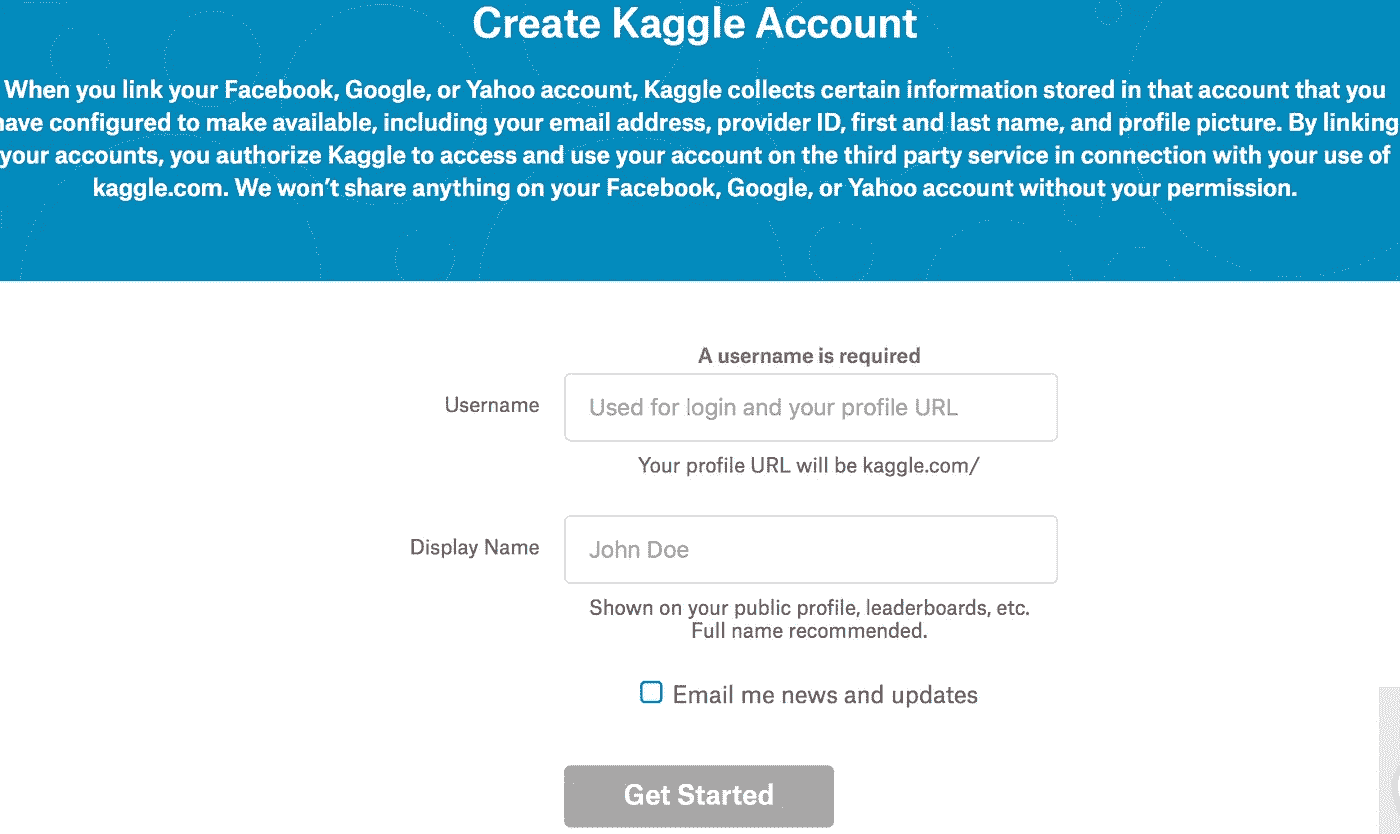 Create Kaggle Account
When you link your Facebook, Google, or Yahoo account, Kaggle collects certain information stored in that account that you
have configured to make available, including your email address, provider ID, first and last name, and profile picture. By linking
your accounts, you authorize Kaggle to access and use your account on the third party service in connection with your use of
kaggle.com. We won't share anything on your Facebook, Google, or Yahoo account without your permission.
A username is required
Username
Used for login and your profile URL
Your profile URL will be kaggle.com/
Display Name
John Doe
Shown on your public profile, leaderboards, etc.
Full name recommended.
Email me news and updates
Get Started